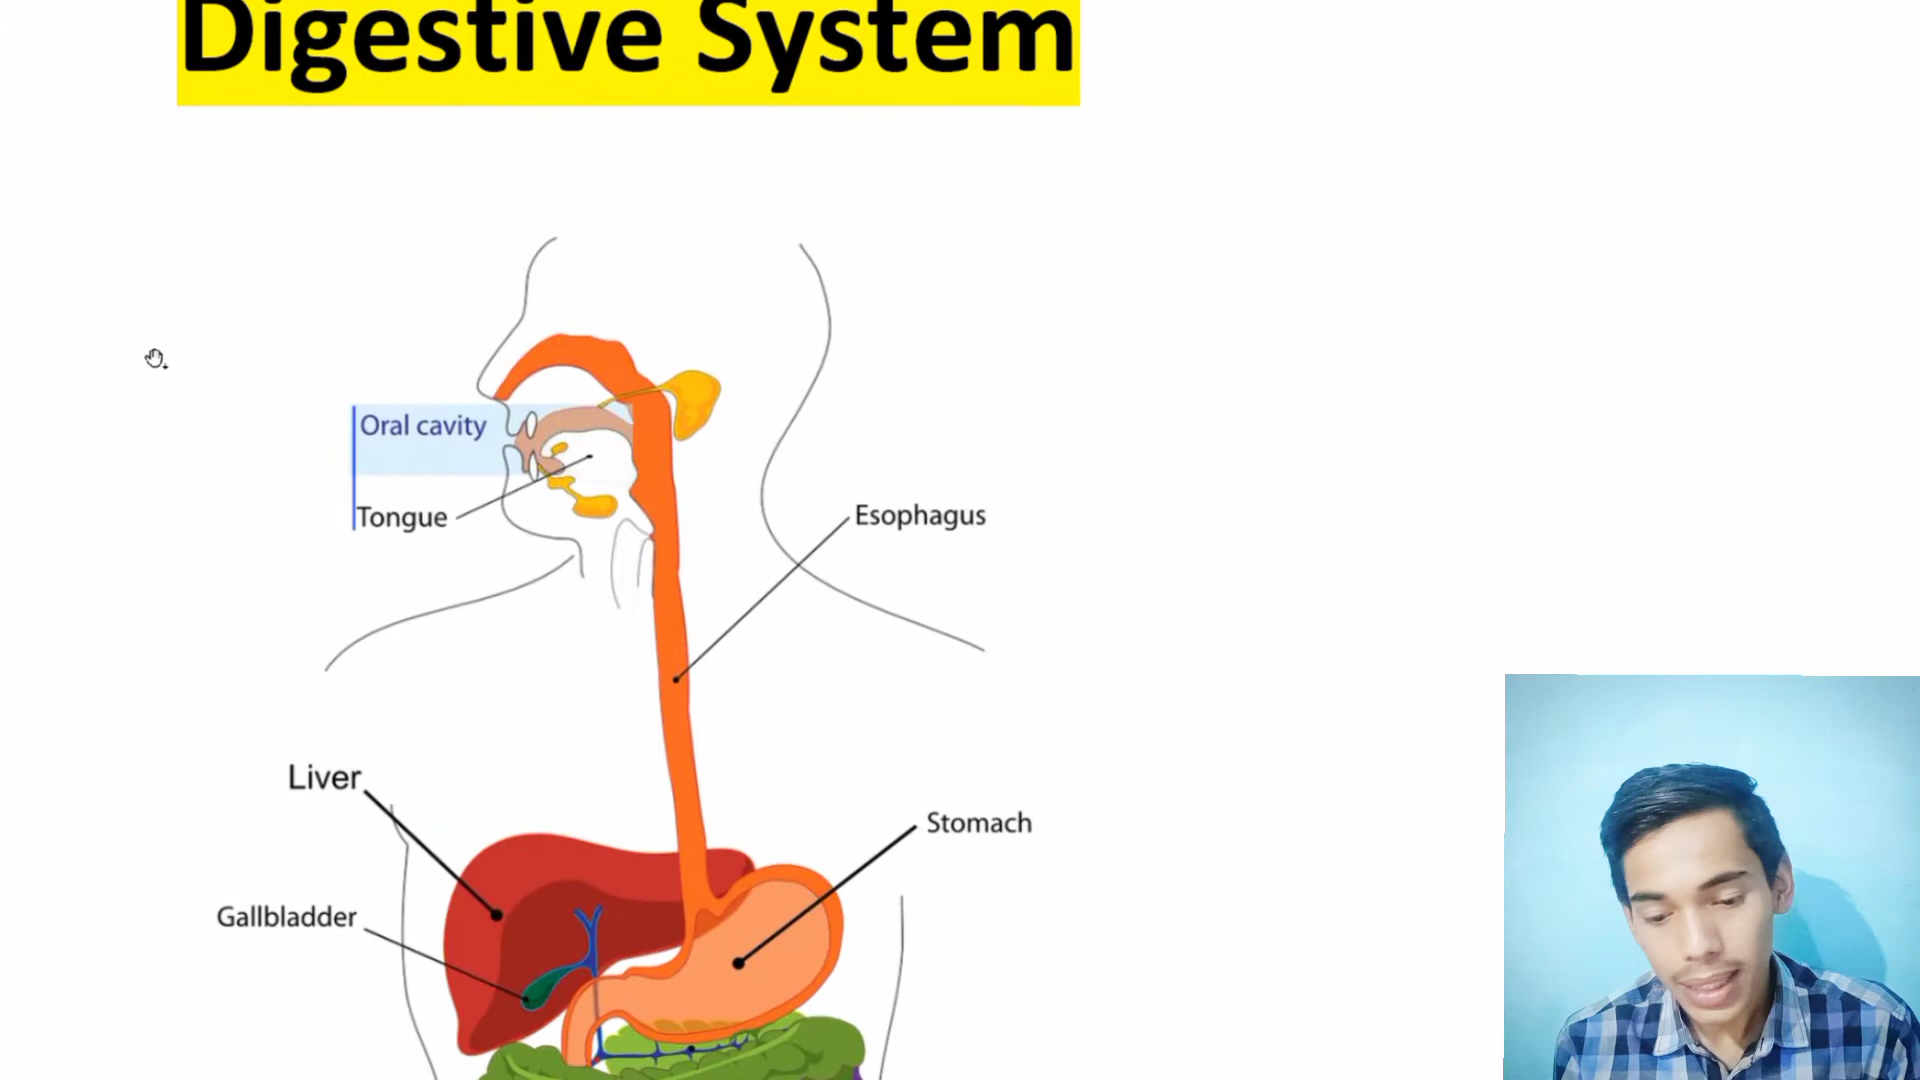 Digestive System
Oral cavity
Tongue
Esophagus
Liver
Stomach
Gallbladder